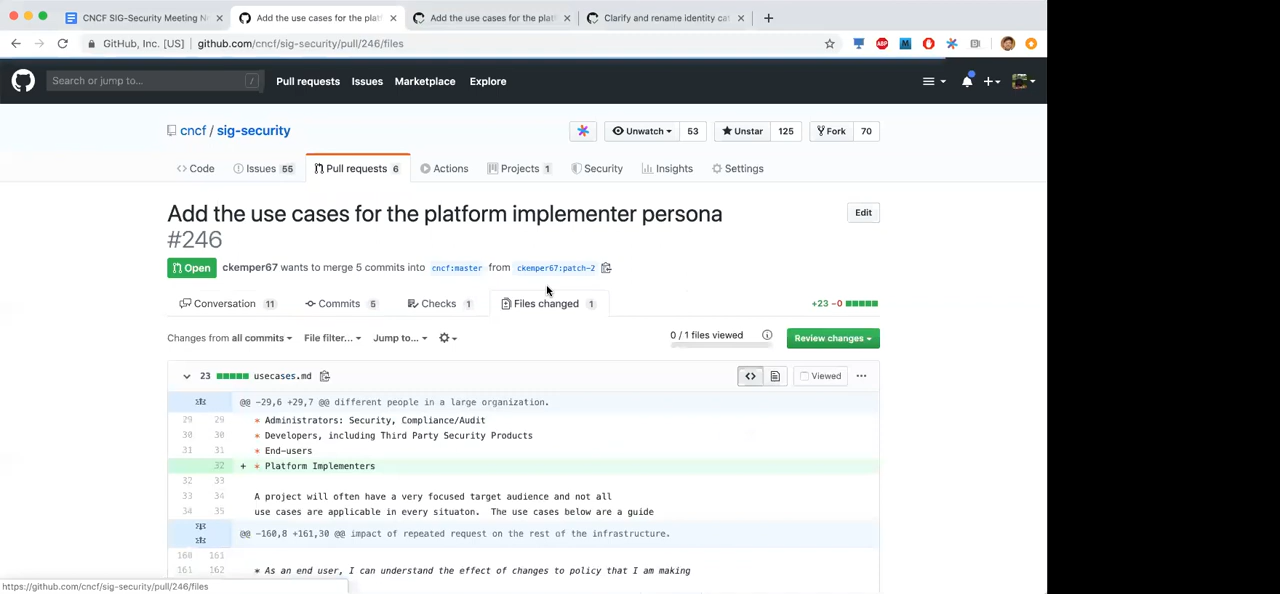 CNCF SIG-Security Meeting N
Add the use cases for the platf
Add the use cases for the plat
Clarify and rename identity cat
GitHub, Inc. [US] github.com/cncf/sig-security/pull/246/files
Search or jump to... / Pull requests Issues Marketplace Explore
cncf / sig-security Unwatch 53 Unstar 125 Fork 70
Code Issues 55 Pull requests 6 Actions Projects 1 Security Insights Settings
Add the use cases for the platform implementer persona Edit
#246
Open ckemper67 wants to merge 5 commits into cncf:master from ckemper67:patch-2
Conversation 11 Commits 5 Checks 1 Files changed 1 +23 −0
Changes from all commits File filter... Jump to... 0 / 1 files viewed Review changes
23 usecases.md Viewed
@@ -29,6 +29,7 @@ different people in a large organization.
29 29 * Administrators: Security, Compliance/Audit
30 30 * Developers, including Third Party Security Products
31 31 * End-users
32 + * Platform Implementers
32 33
33 34 A project will often have a very focused target audience and not all
34 35 use cases are applicable in every situaton. The use cases below are a guide
@@ -160,8 +161,30 @@ impact of repeated request on the rest of the infrastructure.
160 161
161 162 * As an end user, I can understand the effect of changes to policy that I am making
https://github.com/cncf/sig-security/pull/246/files